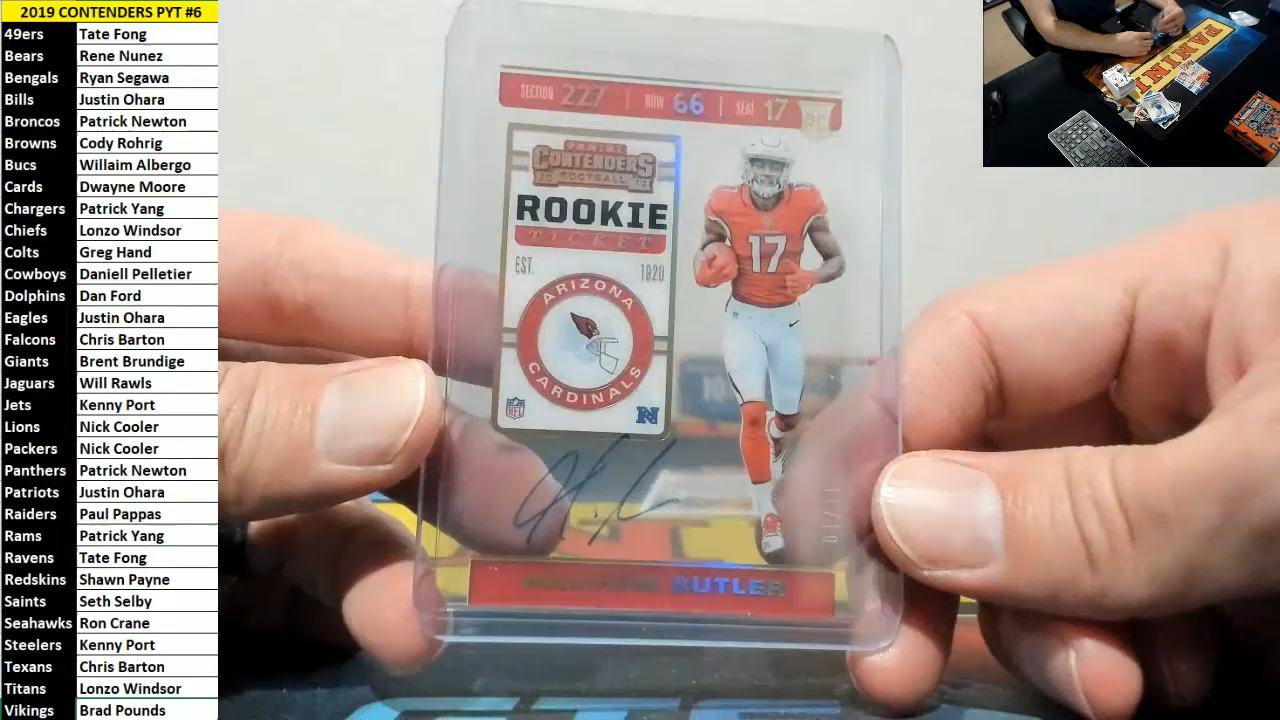 2019 CONTENDERS PYT #6
49ers Tate Fong
Bears Rene Nunez
Bengals Ryan Segawa
Bills Justin Ohara
Broncos Patrick Newton
Browns Cody Rohrig
Bucs Willaim Albergo
Cards Dwayne Moore
Chargers Patrick Yang
Chiefs Lonzo Windsor
Colts Greg Hand
Cowboys Daniell Pelletier
Dolphins Dan Ford
Eagles Justin Ohara
Falcons Chris Barton
Giants Brent Brundige
Jaguars Will Rawls
Jets Kenny Port
Lions Nick Cooler
Packers Nick Cooler
Panthers Patrick Newton
Patriots Justin Ohara
Raiders Paul Pappas
Rams Patrick Yang
Ravens Tate Fong
Redskins Shawn Payne
Saints Seth Selby
Seahawks Ron Crane
Steelers Kenny Port
Texans Chris Barton
Titans Lonzo Windsor
Vikings Brad Pounds
SECTION 227 | ROW 66 | SEAT 17
PANINI
CONTENDERS
FOOTBALL
ROOKIE
TICKET
EST. 1920
ARIZONA
CARDINALS
NFL
N
17
BUTLER
PANINI